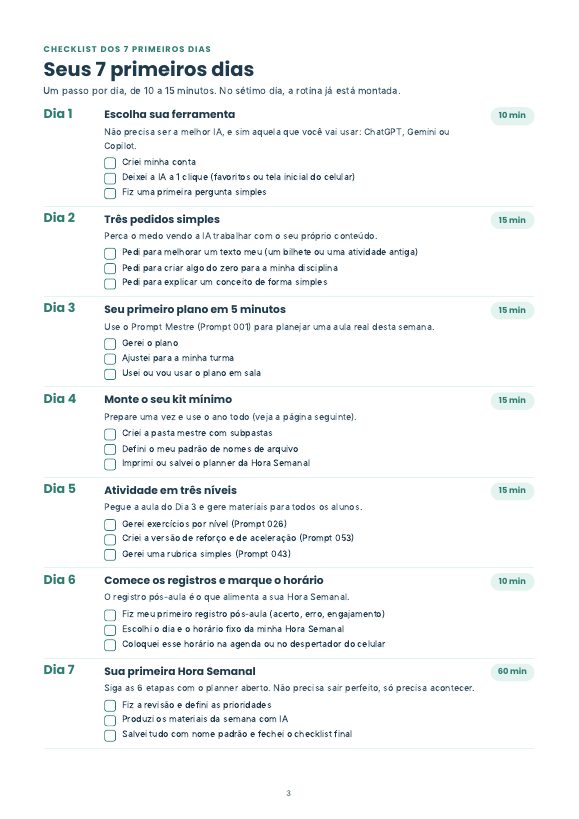 CHECKLIST DOS 7 PRIMEIROS DIAS
Seus 7 primeiros dias
Um passo por dia, de 10 a 15 minutos. No sétimo dia, a rotina já está montada.
Dia 1
Escolha sua ferramenta
10 min
Não precisa ser a melhor IA, e sim aquela que você vai usar: ChatGPT, Gemini ou
Copilot.
Criei minha conta
Deixei a IA a 1 clique (favoritos ou tela inicial do celular)
Fiz uma primeira pergunta simples
Dia 2
Três pedidos simples
15 min
Perca o medo vendo a IA trabalhar com o seu próprio conteúdo.
Pedi para melhorar um texto meu (um bilhete ou uma atividade antiga)
Pedi para criar algo do zero para a minha disciplina
Pedi para explicar um conceito de forma simples
Dia 3
Seu primeiro plano em 5 minutos
15 min
Use o Prompt Mestre (Prompt 001) para planejar uma aula real desta semana.
Gerei o plano
Ajustei para a minha turma
Usei ou vou usar o plano em sala
Dia 4
Monte o seu kit mínimo
15 min
Prepare uma vez e use o ano todo (veja a página seguinte).
Criei a pasta mestre com subpastas
Defini o meu padrão de nomes de arquivo
Imprimi ou salvei o planner da Hora Semanal
Dia 5
Atividade em três níveis
15 min
Pegue a aula do Dia 3 e gere materiais para todos os alunos.
Gerei exercícios por nível (Prompt 026)
Criei a versão de reforço e de aceleração (Prompt 053)
Gerei uma rubrica simples (Prompt 043)
Dia 6
Comece os registros e marque o horário
10 min
O registro pós-aula é o que alimenta a sua Hora Semanal.
Fiz meu primeiro registro pós-aula (acerto, erro, engajamento)
Escolhi o dia e o horário fixo da minha Hora Semanal
Coloquei esse horário na agenda ou no despertador do celular
Dia 7
Sua primeira Hora Semanal
60 min
Siga as 6 etapas com o planner aberto. Não precisa sair perfeito, só precisa acontecer.
Fiz a revisão e defini as prioridades
Produzi os materiais da semana com IA
Salvei tudo com nome padrão e fechei o checklist final
3